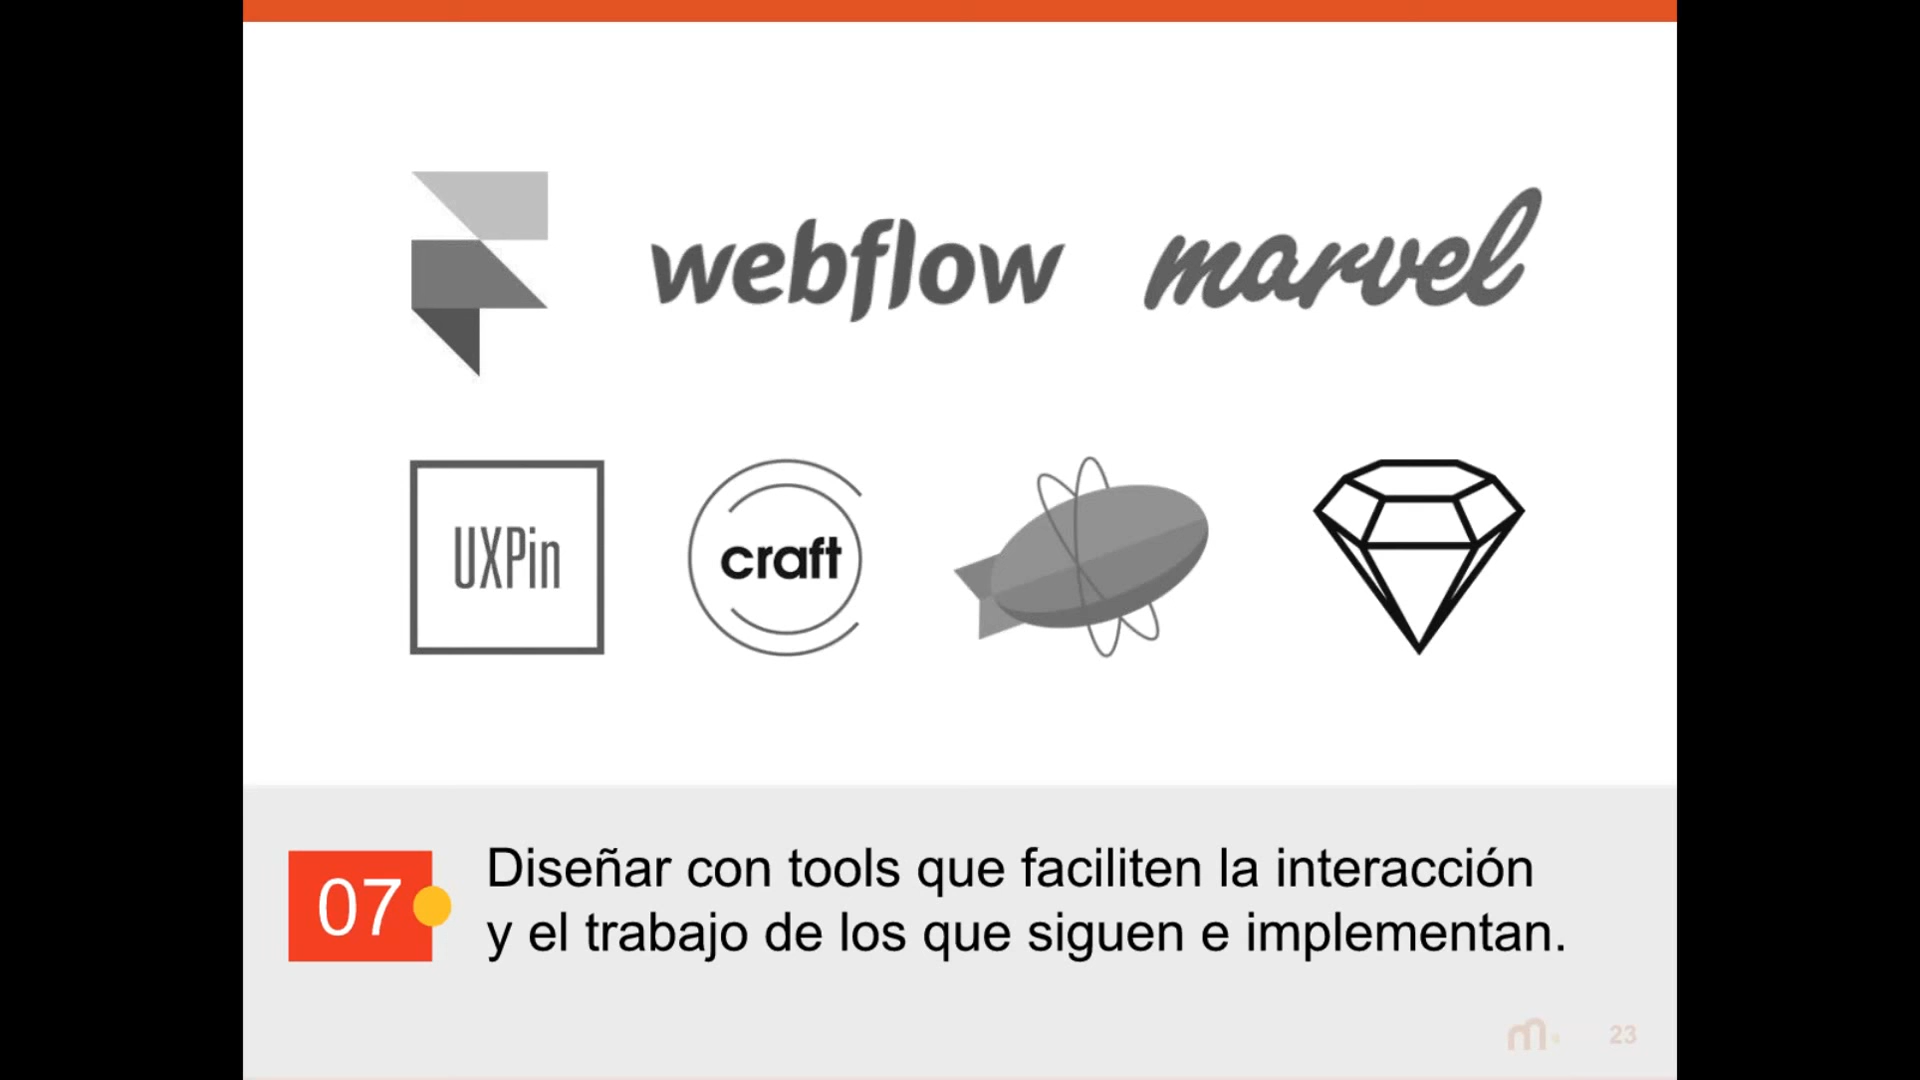 webflow
marvel
UXPin
craft
07
Diseñar con tools que faciliten la interacción
y el trabajo de los que siguen e implementan.
m.
23